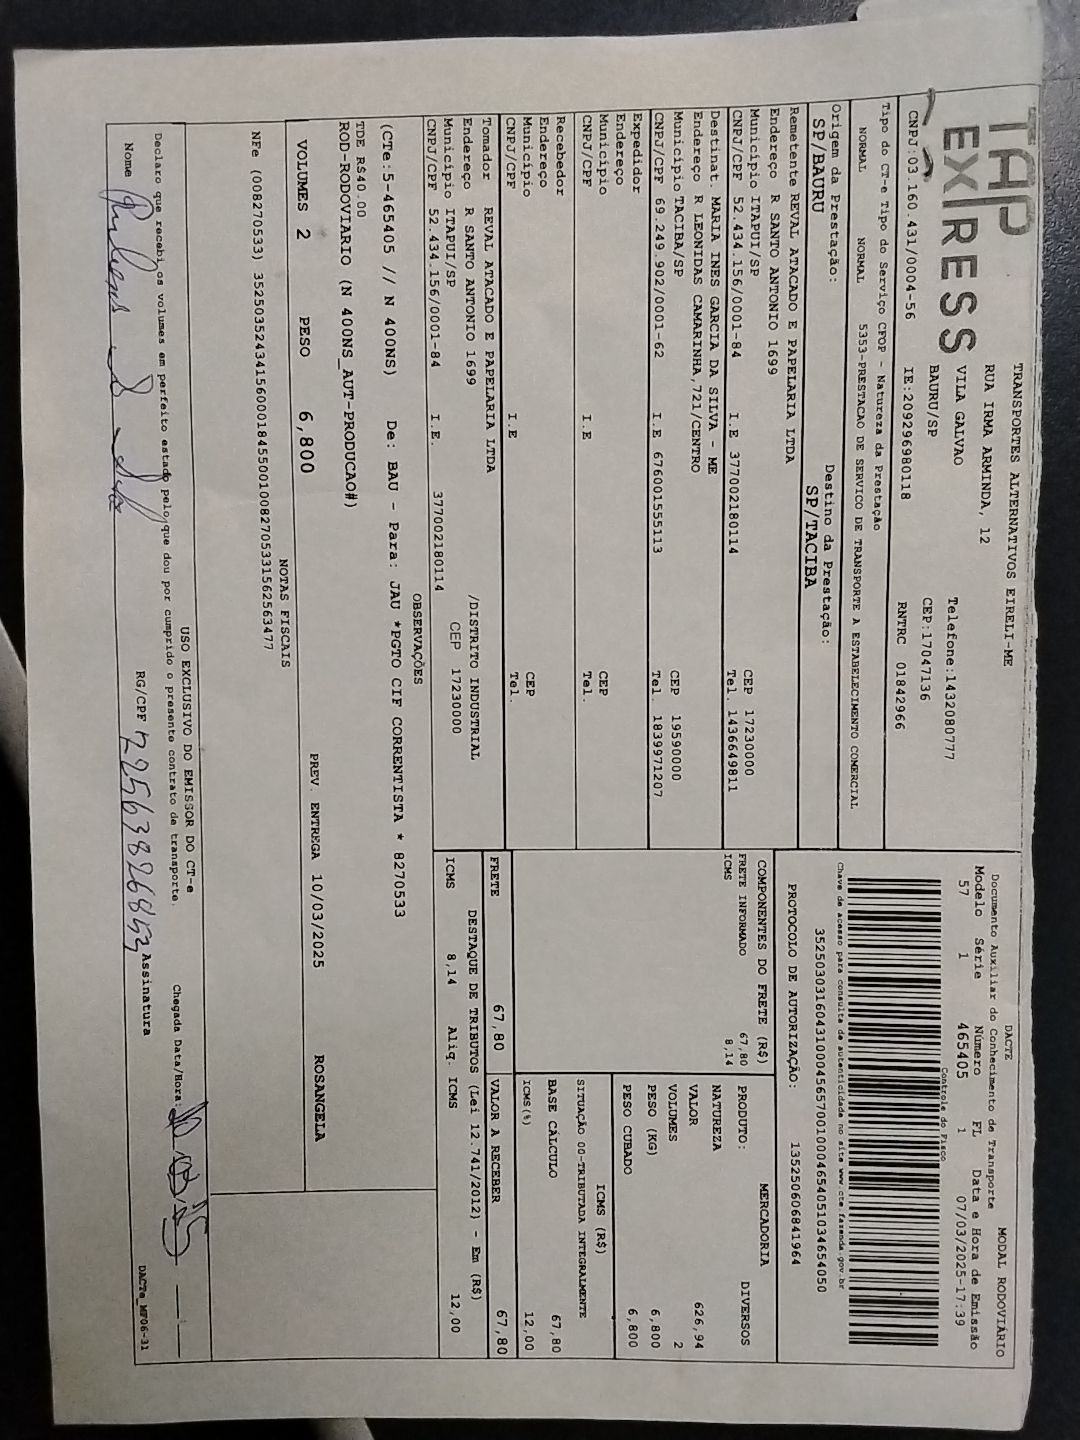 TAP
EXPRESS
TRANSPORTES ALTERNATIVOS EIRELI-ME
RUA IRMA ARMINDA, 12
VILA GALVAO Telefone:1432080777
BAURU/SP CEP:17047136
CNPJ:03.160.431/0004-56 IE:209296980118 RNTRC 01842966
DACTE MODAL RODOVIÁRIO
Documento Auxiliar do Conhecimento de Transporte
Modelo Série Número FL Data e Hora de Emissão
57 1 465405 1 07/03/2025-17:39
Controle do Fisco
Chave de acesso para consulta de autenticidade no site www.cte.fazenda.gov.br
35250303160431000456570010004654051034654050
PROTOCOLO DE AUTORIZAÇÃO: 135250606841964
Tipo do CT-e Tipo do Serviço CFOP - Natureza da Prestação
NORMAL NORMAL 5353-PRESTACAO DE SERVICO DE TRANSPORTE A ESTABELECIMENTO COMERCIAL
Origem da Prestação: Destino da Prestação:
SP/BAURU SP/TACIBA
Remetente REVAL ATACADO E PAPELARIA LTDA
Endereço R SANTO ANTONIO 1699
Município ITAPUI/SP CEP 17230000
CNPJ/CPF 52.434.156/0001-84 I.E 377002180114 Tel. 1436649811
Destinat. MARIA INES GARCIA DA SILVA - ME
Endereço R LEONIDAS CAMARINHA,721/CENTRO
Município TACIBA/SP CEP 19590000
CNPJ/CPF 69.249.902/0001-62 I.E 676001555113 Tel. 1839971207
Expedidor
Endereço
Município CEP
CNPJ/CPF I.E Tel.
Recebedor
Endereço
Município CEP
CNPJ/CPF I.E Tel.
Tomador REVAL ATACADO E PAPELARIA LTDA
Endereço R SANTO ANTONIO 1699 /DISTRITO INDUSTRIAL
Município ITAPUI/SP CEP 17230000
CNPJ/CPF 52.434.156/0001-84 I.E. 377002180114
COMPONENTES DO FRETE (R$)
FRETE INFORMADO 67,80
ICMS 8,14
MERCADORIA
PRODUTO: DIVERSOS
NATUREZA
VALOR 626,94
VOLUMES 2
PESO (KG) 6,800
PESO CUBADO 6,800
ICMS (R$)
SITUAÇÃO 00-TRIBUTADA INTEGRALMENTE
BASE CÁLCULO 67,80
ICMS(%) 12,00
FRETE 67,80 VALOR A RECEBER 67,80
DESTAQUE DE TRIBUTOS (Lei 12.741/2012) - Em (R$)
ICMS 8,14 Aliq. ICMS 12,00
OBSERVAÇÕES
(CTe:5-465405 // N 400NS) De: BAU - Para: JAU *PGTO CIF CORRENTISTA * 8270533
TDE R$40.00
ROD-RODOVIARIO (N 400NS_AUT-PRODUCAO#)
VOLUMES 2 PESO 6,800 PREV. ENTREGA 10/03/2025 ROSANGELA
NOTAS FISCAIS
NFe (008270533) 35250352434156000184550010082705331562563477
USO EXCLUSIVO DO EMISSOR DO CT-e
Declaro que recebi os volumes em perfeito estado pelo que dou por cumprido o presente contrato de transporte. Chegada Data/Hora:
Nome RG/CPF Assinatura
DACTe_MF06-31